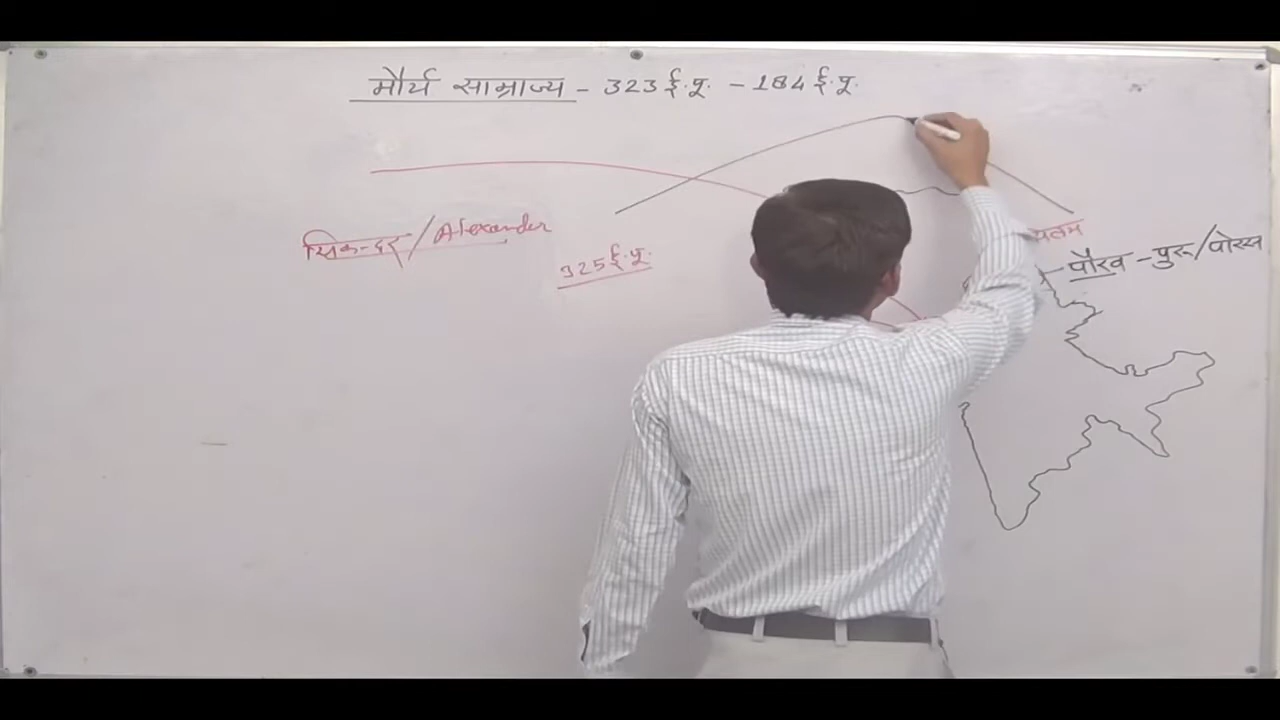 मौर्य साम्राज्य - 323 ई.पू. - 184 ई.पू.
सिकन्दर / Alexander
325 ई.पू.
पौरव - पुरू / पोरस